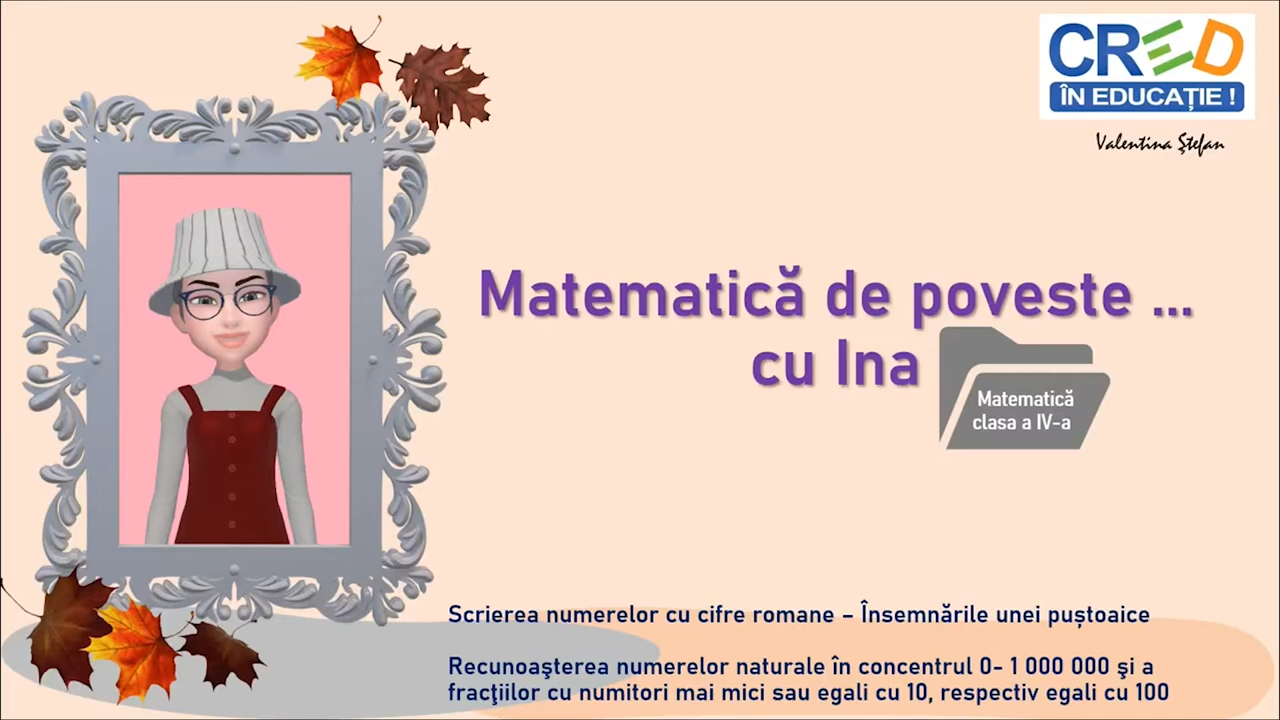 CRED
ÎN EDUCAȚIE !
Valentina Ştefan
Matematică de poveste ...
cu Ina
Matematică
clasa a IV-a
Scrierea numerelor cu cifre romane – Însemnările unei puștoaice
Recunoaşterea numerelor naturale în concentrul 0- 1 000 000 şi a
fracţiilor cu numitori mai mici sau egali cu 10, respectiv egali cu 100